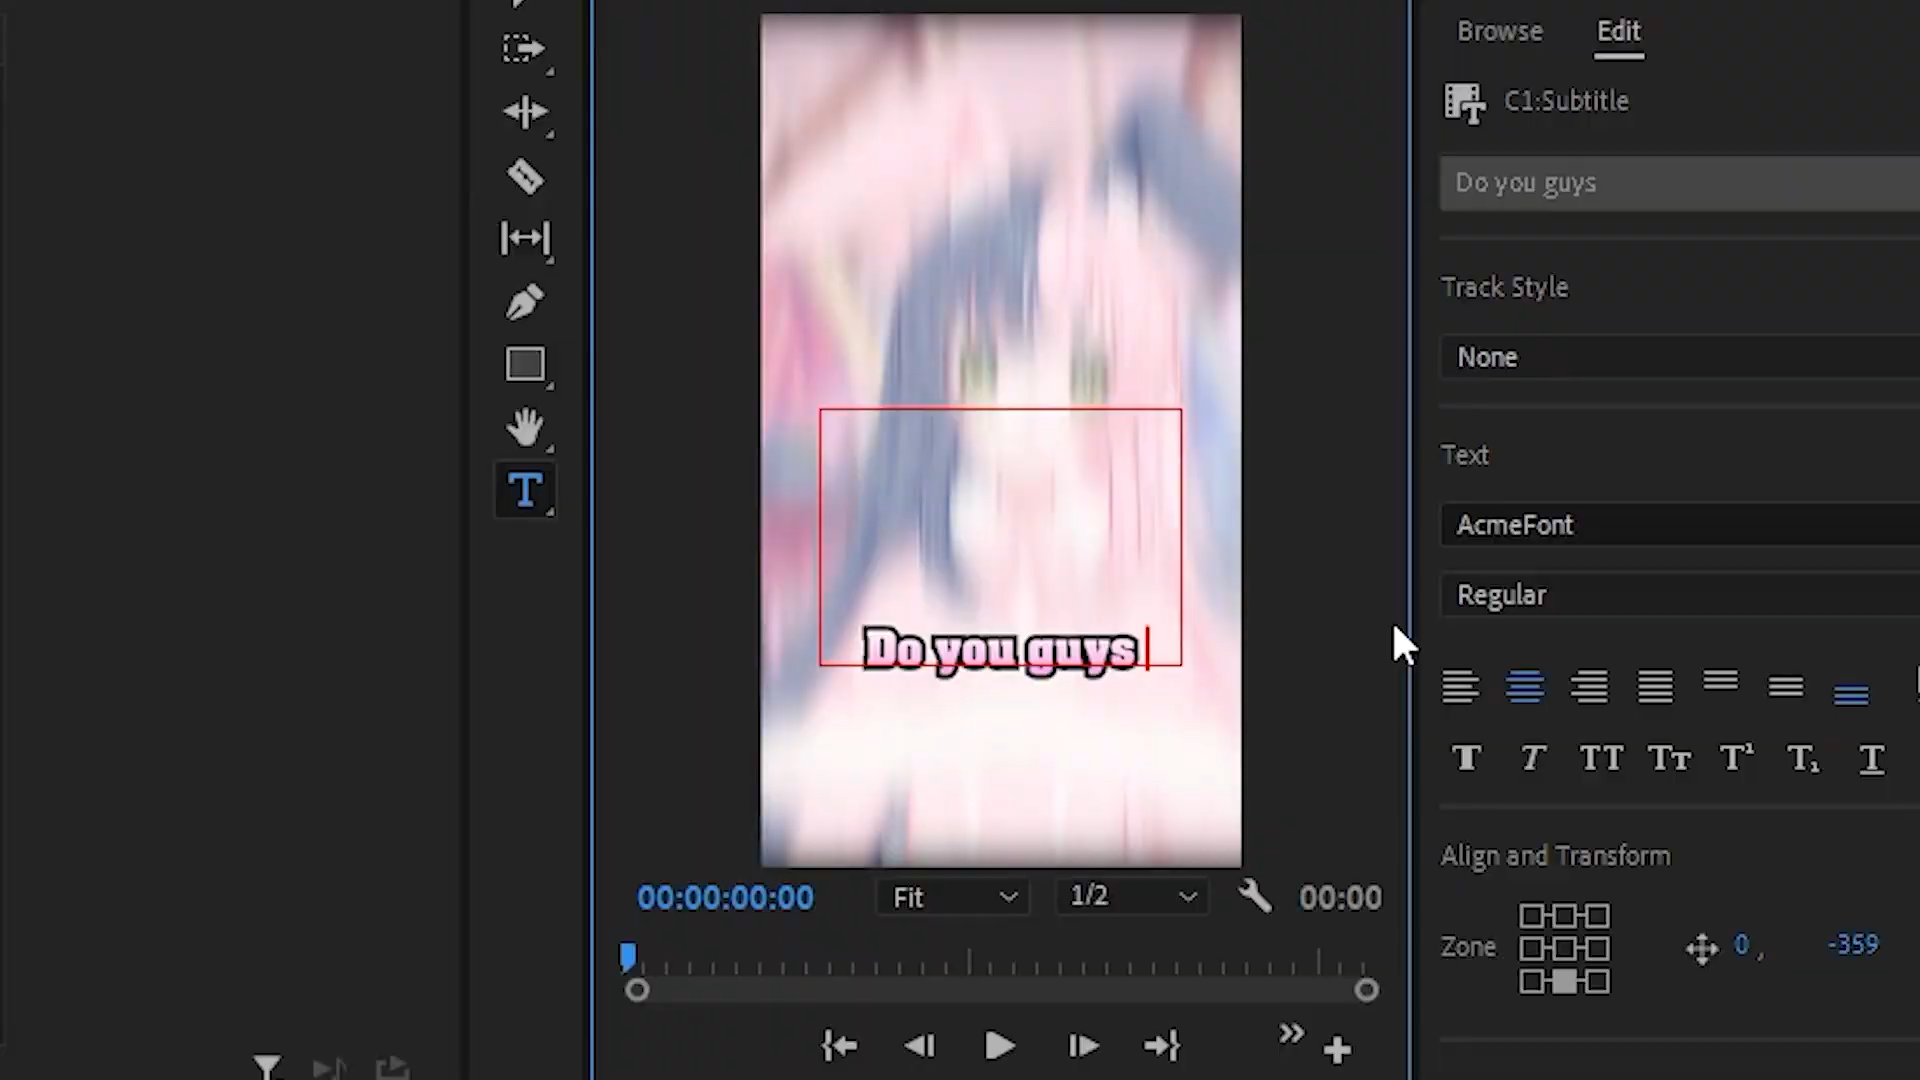 Browse
Edit
C1:Subtitle
Do you guys
Track Style
None
Text
AcmeFont
Regular
Align and Transform
Zone
0 , -359
Do you guys
00:00:00:00
Fit
1/2
00:00